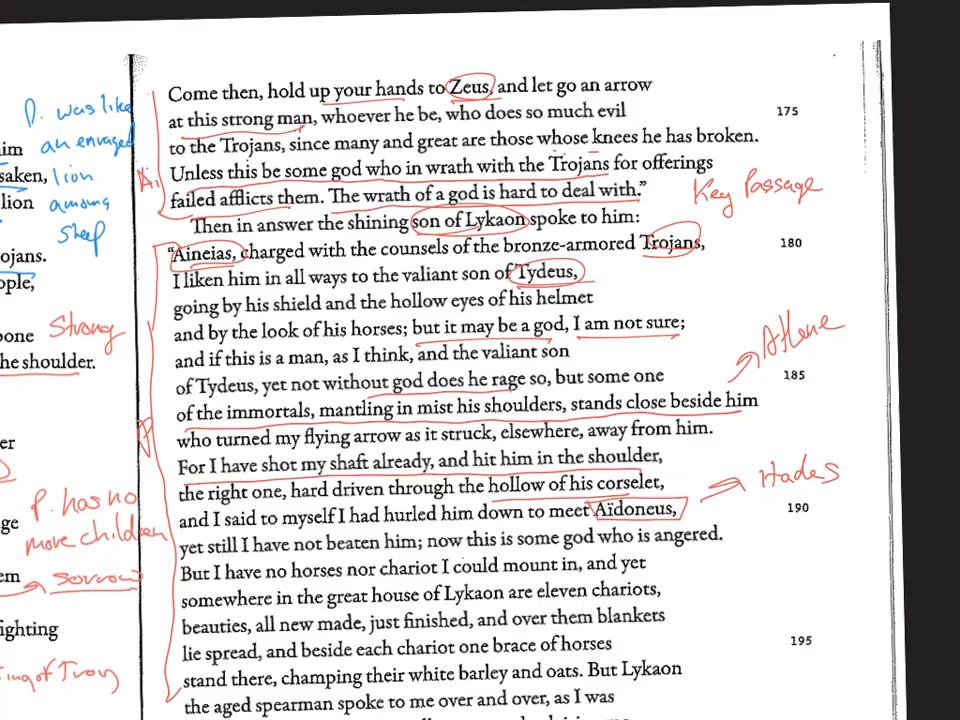 D. was like
an enraged
lion
among
sheep
im
saken,
lion
ojans.
ople,
one
Strong
he shoulder.
er
ge
P. has no
more children
em
sorrow
ighting
ing of Troy
A.
P
Come then, hold up your hands to Zeus, and let go an arrow
at this strong man, whoever he be, who does so much evil 175
to the Trojans, since many and great are those whose knees he has broken.
Unless this be some god who in wrath with the Trojans for offerings
failed afflicts them. The wrath of a god is hard to deal with.”
Key Passage
Then in answer the shining son of Lykaon spoke to him:
“Aineias, charged with the counsels of the bronze-armored Trojans, 180
I liken him in all ways to the valiant son of Tydeus,
going by his shield and the hollow eyes of his helmet
and by the look of his horses; but it may be a god, I am not sure;
and if this is a man, as I think, and the valiant son
Athene
of Tydeus, yet not without god does he rage so, but some one 185
of the immortals, mantling in mist his shoulders, stands close beside him
who turned my flying arrow as it struck, elsewhere, away from him.
For I have shot my shaft already, and hit him in the shoulder,
the right one, hard driven through the hollow of his corselet,
Hades
and I said to myself I had hurled him down to meet Aïdoneus, 190
yet still I have not beaten him; now this is some god who is angered.
But I have no horses nor chariot I could mount in, and yet
somewhere in the great house of Lykaon are eleven chariots,
beauties, all new made, just finished, and over them blankets
lie spread, and beside each chariot one brace of horses 195
stand there, champing their white barley and oats. But Lykaon
the aged spearman spoke to me over and over, as I was